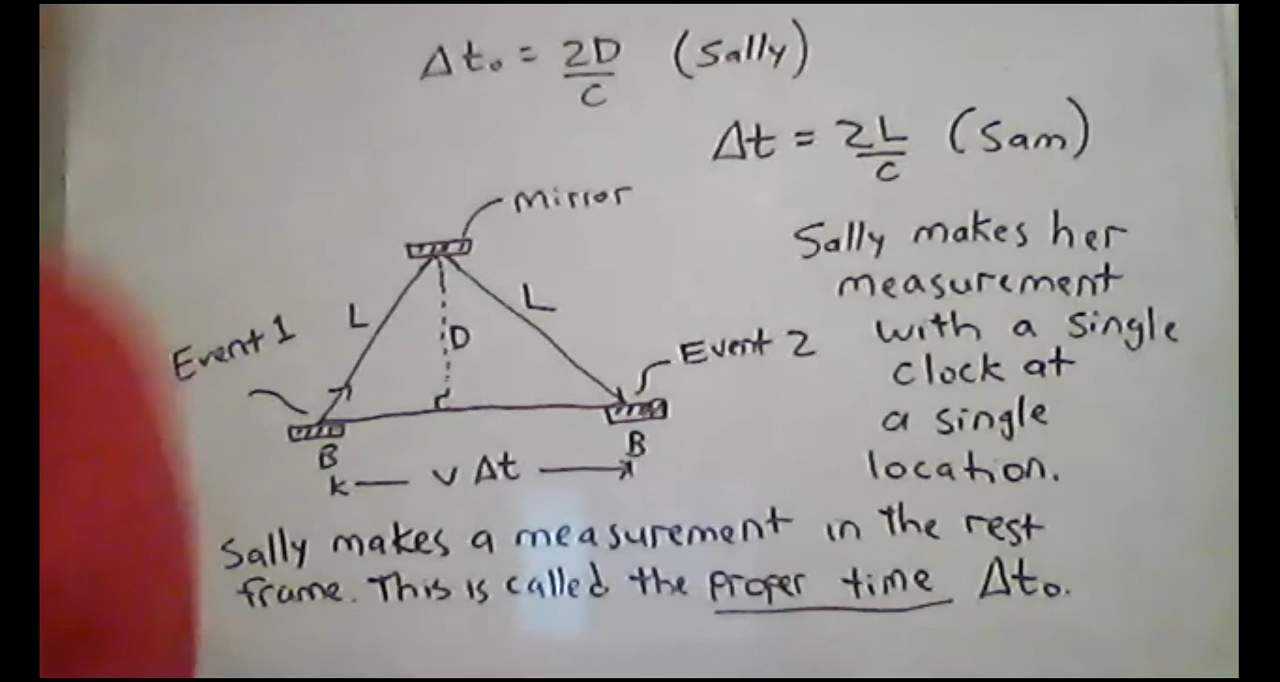 Δt₀ = 2D/C (Sally)
Δt = 2L/C (Sam)
Mirror
Sally makes her
measurement
with a single
clock at
a single
location.
L
L
D
Event 1
Event 2
B
B
v Δt
Sally makes a measurement in the rest
frame. This is called the proper time Δt₀.